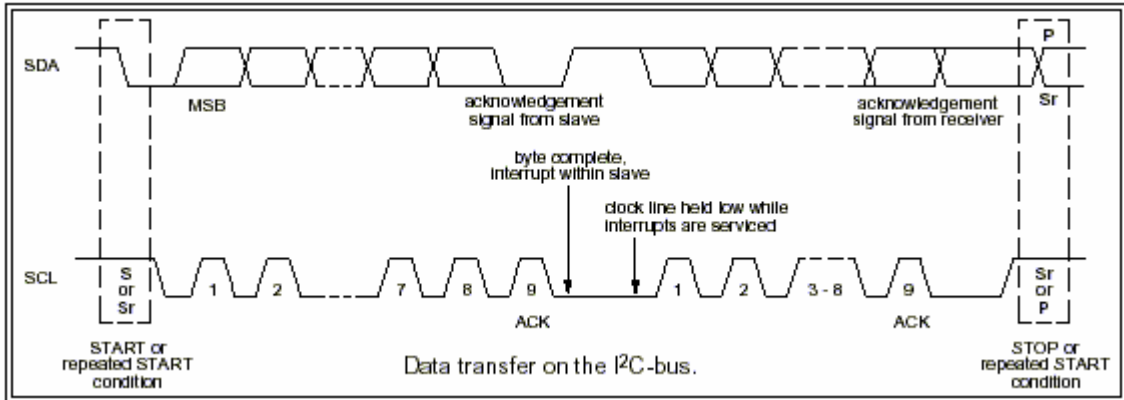 P
SDA
MSB
acknowledgement
signal from slave
acknowledgement
signal from receiver
Sr
byte complete,
interrupt within slave
clock line held low while
interrupts are serviced
SCL
S
or
Sr
1
2
7
8
9
1
2
3 - 8
9
Sr
or
P
ACK
ACK
START or
repeated START
condition
Data transfer on the I²C-bus.
STOP or
repeated START
condition